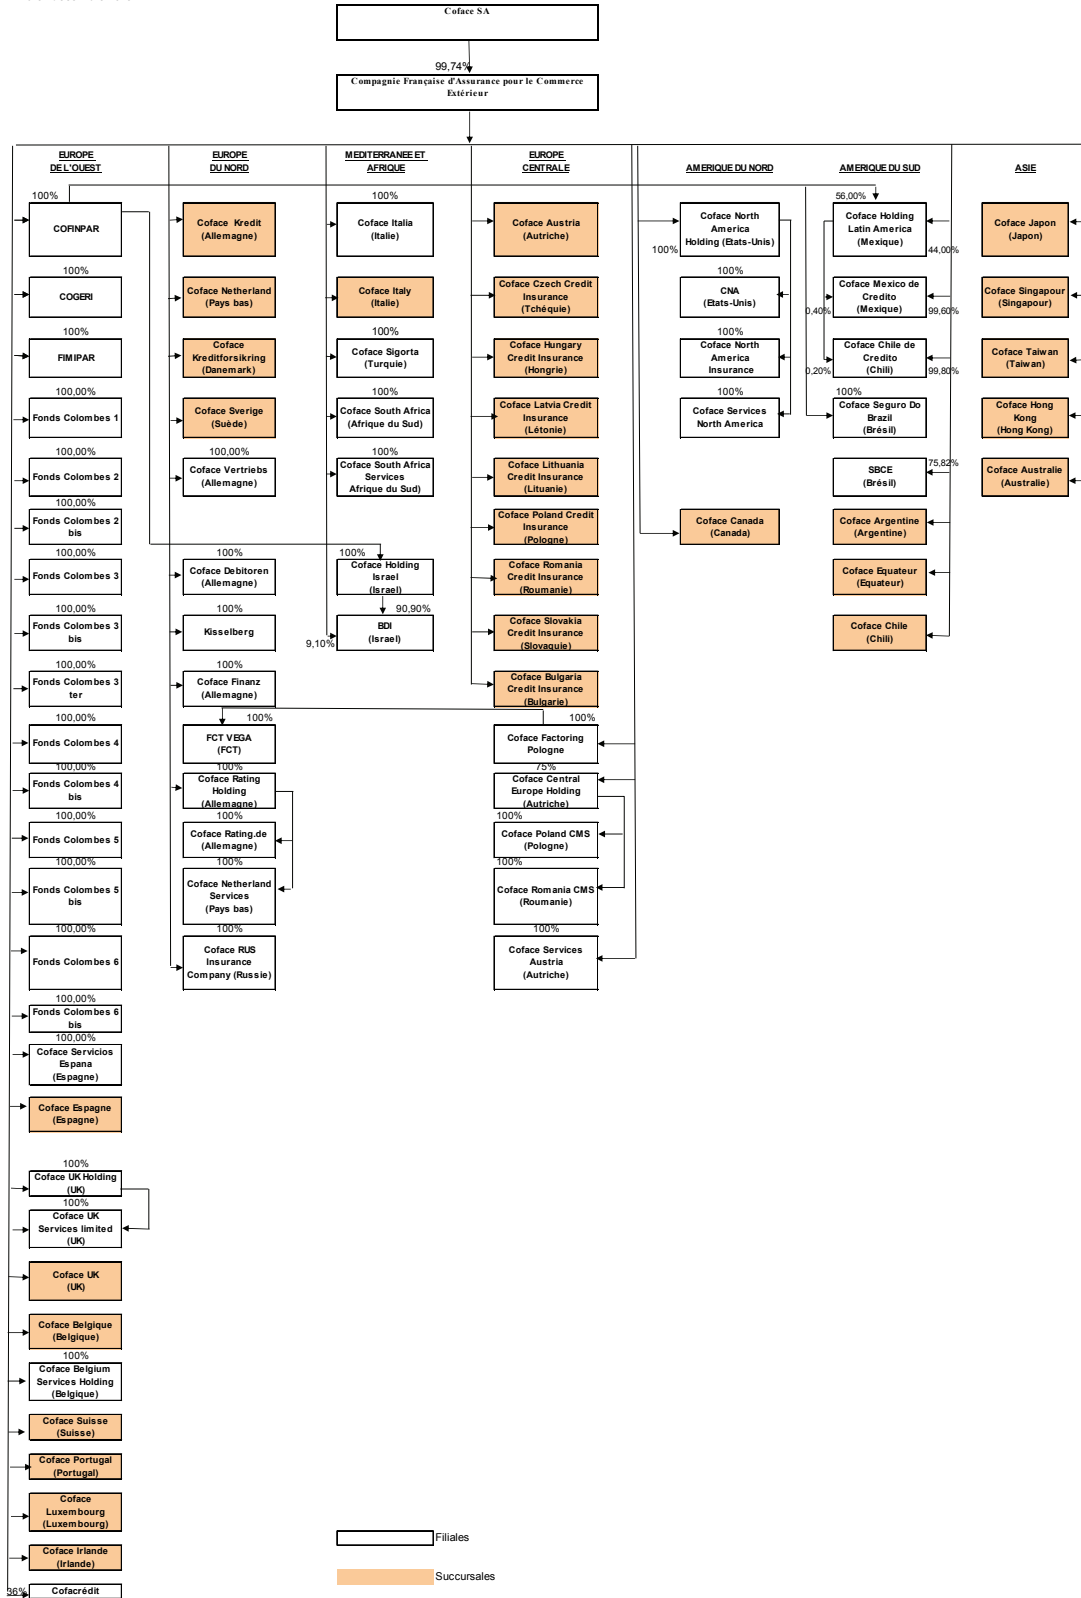 Coface SA
99,74%
Compagnie Française d'Assurance pour le Commerce
Extérieur
EUROPE
DE L'OUEST
100%
COFINPAR
100%
COGERI
100%
FIMIPAR
100,00%
Fonds Colombes 1
100,00%
Fonds Colombes 2
100,00%
Fonds Colombes 2
bis
100,00%
Fonds Colombes 3
100,00%
Fonds Colombes 3
bis
100,00%
Fonds Colombes 3
ter
100,00%
Fonds Colombes 4
100,00%
Fonds Colombes 4
bis
100,00%
Fonds Colombes 5
100,00%
Fonds Colombes 5
bis
100,00%
Fonds Colombes 6
100,00%
Fonds Colombes 6
bis
100,00%
Coface Servicios
Espana
(Espagne)
Coface Espagne
(Espagne)
100%
Coface UK Holding
(UK)
100%
Coface UK
Services limited
(UK)
Coface UK
(UK)
Coface Belgique
(Belgique)
100%
Coface Belgium
Services Holding
(Belgique)
Coface Suisse
(Suisse)
Coface Portugal
(Portugal)
Coface
Luxembourg
(Luxembourg)
Coface Irlande
(Irlande)
36%
Cofacrédit
EUROPE
DU NORD
Coface Kredit
(Allemagne)
Coface Netherland
(Pays bas)
Coface
Kreditforsikring
(Danemark)
Coface Sverige
(Suède)
100,00%
Coface Vertriebs
(Allemagne)
100%
Coface Debitoren
(Allemagne)
100%
Kisselberg
100%
Coface Finanz
(Allemagne)
100%
FCT VEGA
(FCT)
100%
Coface Rating
Holding
(Allemagne)
100%
Coface Rating.de
(Allemagne)
100%
Coface Netherland
Services
(Pays bas)
100%
Coface RUS
Insurance
Company (Russie)
MEDITERRANEE ET
AFRIQUE
100%
Coface Italia
(Italie)
Coface Italy
(Italie)
100%
Coface Sigorta
(Turquie)
100%
Coface South Africa
(Afrique du Sud)
100%
Coface South Africa
Services
Afrique du Sud)
100%
Coface Holding
Israel
(Israel)
90,90%
BDI
(Israel)
9,10%
EUROPE
CENTRALE
Coface Austria
(Autriche)
Coface Czech Credit
Insurance
(Tchéquie)
Coface Hungary
Credit Insurance
(Hongrie)
Coface Latvia Credit
Insurance
(Létonie)
Coface Lithuania
Credit Insurance
(Lituanie)
Coface Poland Credit
Insurance
(Pologne)
Coface Romania
Credit Insurance
(Roumanie)
Coface Slovakia
Credit Insurance
(Slovaquie)
Coface Bulgaria
Credit Insurance
(Bulgarie)
100%
Coface Factoring
Pologne
75%
Coface Central
Europe Holding
(Autriche)
100%
Coface Poland CMS
(Pologne)
100%
Coface Romania CMS
(Roumanie)
100%
Coface Services
Austria
(Autriche)
AMERIQUE DU NORD
Coface North
America
Holding (Etats-Unis)
100%
100%
CNA
(Etats-Unis)
100%
Coface North
America
Insurance
100%
Coface Services
North America
Coface Canada
(Canada)
AMERIQUE DU SUD
56,00%
Coface Holding
Latin America
(Mexique)
44,00%
Coface Mexico de
Credito
(Mexique)
0,40%
99,60%
Coface Chile de
Credito
(Chili)
0,20%
99,80%
100%
Coface Seguro Do
Brazil
(Brésil)
75,82%
SBCE
(Brésil)
Coface Argentine
(Argentine)
Coface Equateur
(Equateur)
Coface Chile
(Chili)
ASIE
Coface Japon
(Japon)
Coface Singapour
(Singapour)
Coface Taiwan
(Taiwan)
Coface Hong
Kong
(Hong Kong)
Coface Australie
(Australie)
Filiales
Succursales